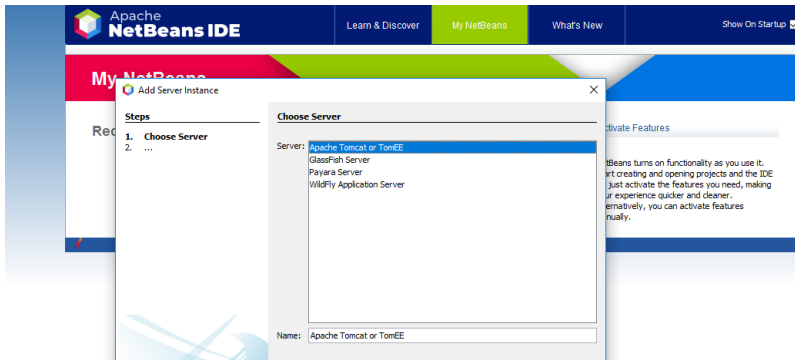 Apache
NetBeans IDE
Learn & Discover
My NetBeans
What's New
Show On Startup
My NetBeans
Add Server Instance
Steps
1. Choose Server
2. ...
Choose Server
Server:
Apache Tomcat or TomEE
GlassFish Server
Payara Server
WildFly Application Server
Name: Apache Tomcat or TomEE
Rec
ctivate Features
tBeans turns on functionality as you use it.
art creating and opening projects and the IDE
just activate the features you need, making
ur experience quicker and cleaner.
ernatively, you can activate features
nually.